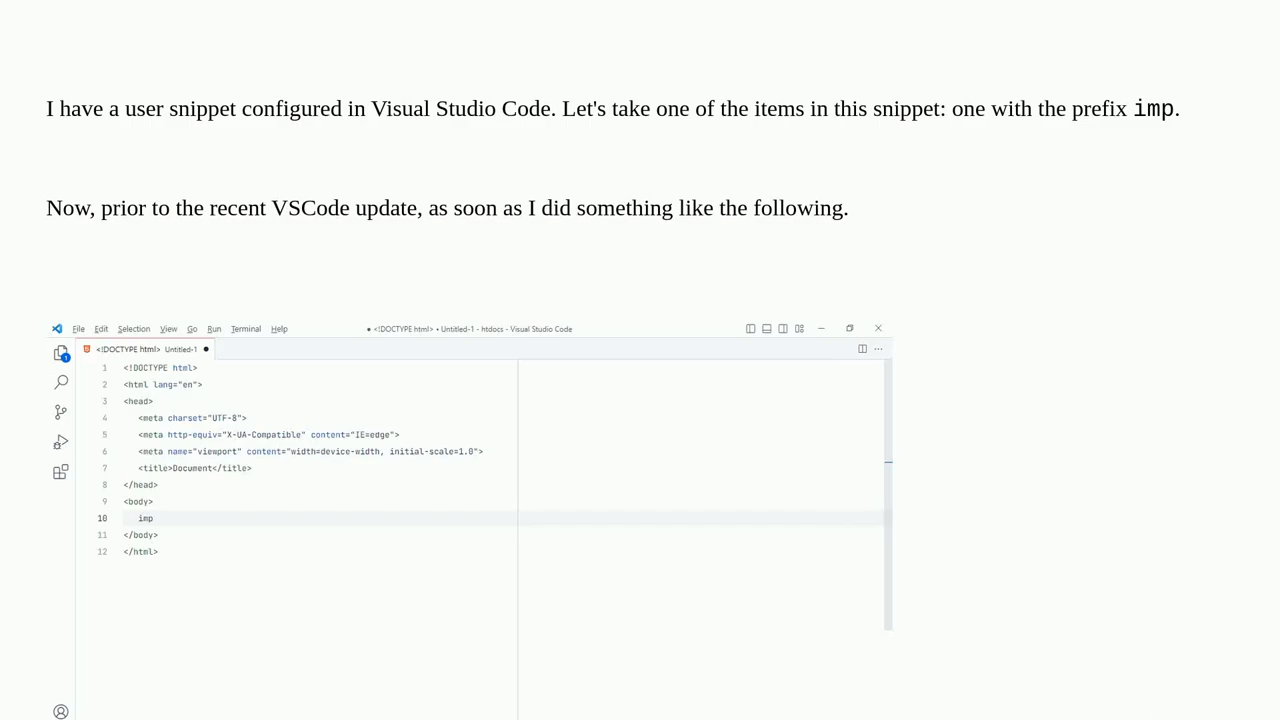 I have a user snippet configured in Visual Studio Code. Let's take one of the items in this snippet: one with the prefix imp.
Now, prior to the recent VSCode update, as soon as I did something like the following.
File Edit Selection View Go Run Terminal Help ● <!DOCTYPE html> • Untitled-1 - htdocs - Visual Studio Code
<!DOCTYPE html> Untitled-1 ●
1
1 <!DOCTYPE html>
2 <html lang="en">
3 <head>
4 <meta charset="UTF-8">
5 <meta http-equiv="X-UA-Compatible" content="IE=edge">
6 <meta name="viewport" content="width=device-width, initial-scale=1.0">
7 <title>Document</title>
8 </head>
9 <body>
10 imp
11 </body>
12 </html>